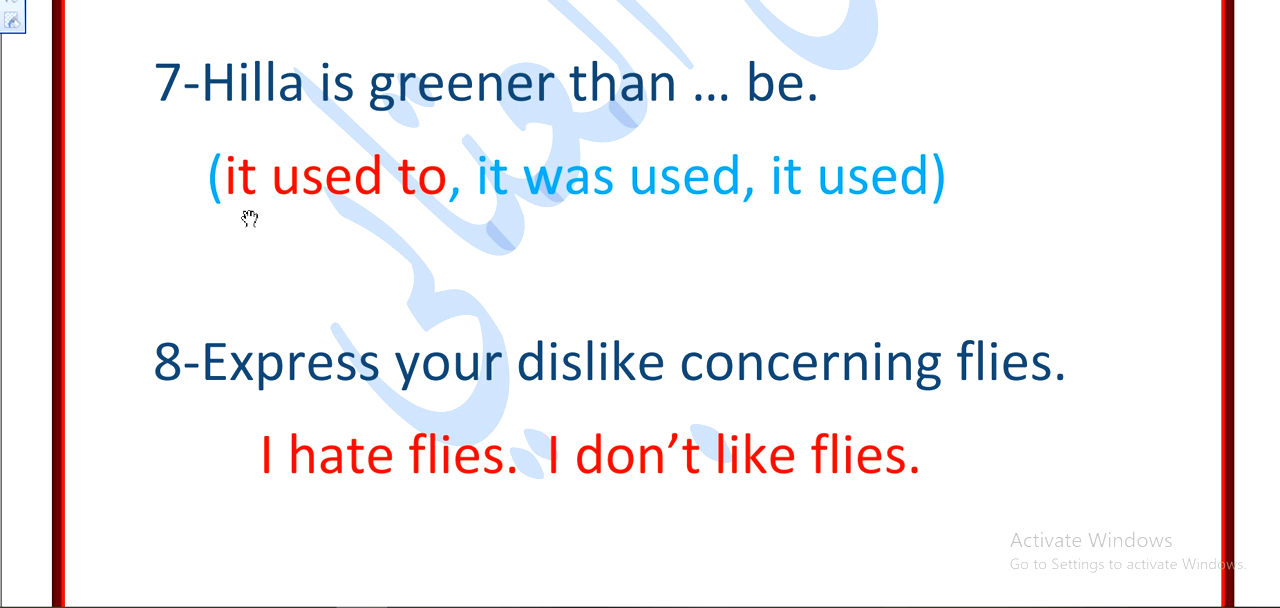 7-Hilla is greener than ... be.
(it used to, it was used, it used)
8-Express your dislike concerning flies.
I hate flies.  I don’t like flies.
Activate Windows
Go to Settings to activate Windows.